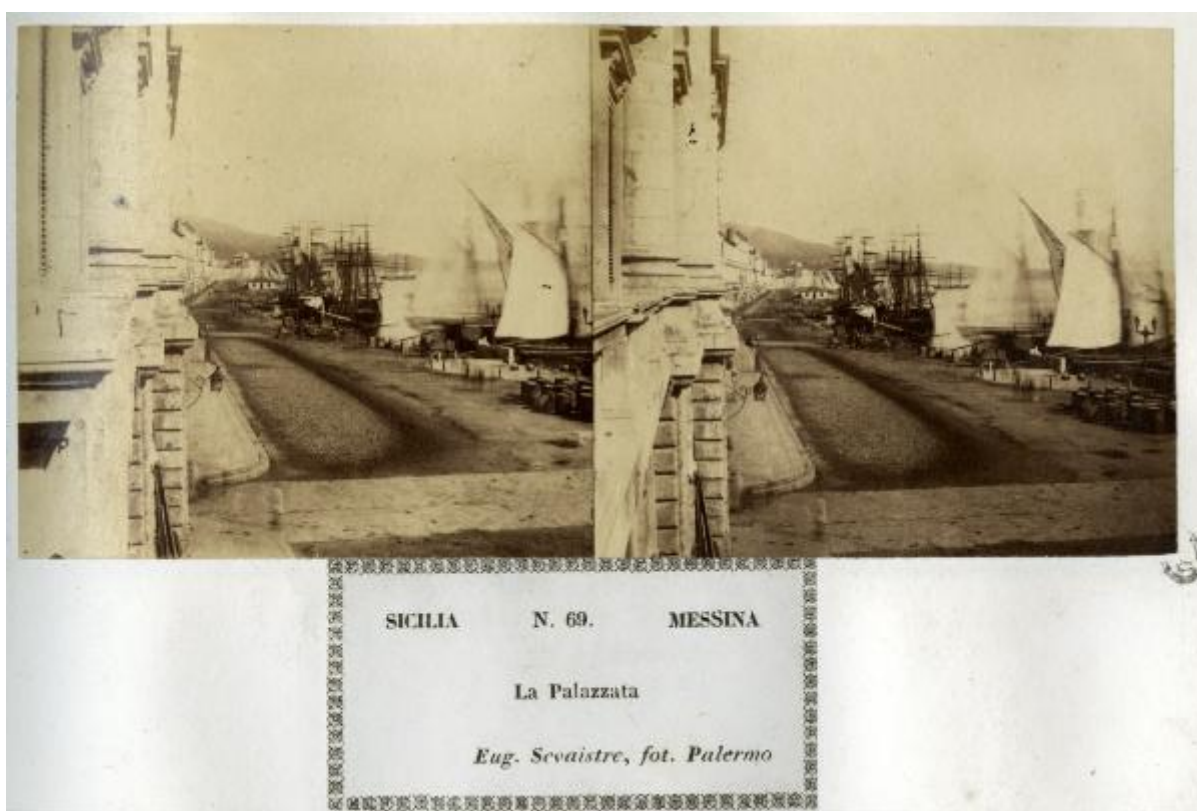 SICILIA N. 69. MESSINA
La Palazzata
Eug. Sevaistre, fot. Palermo